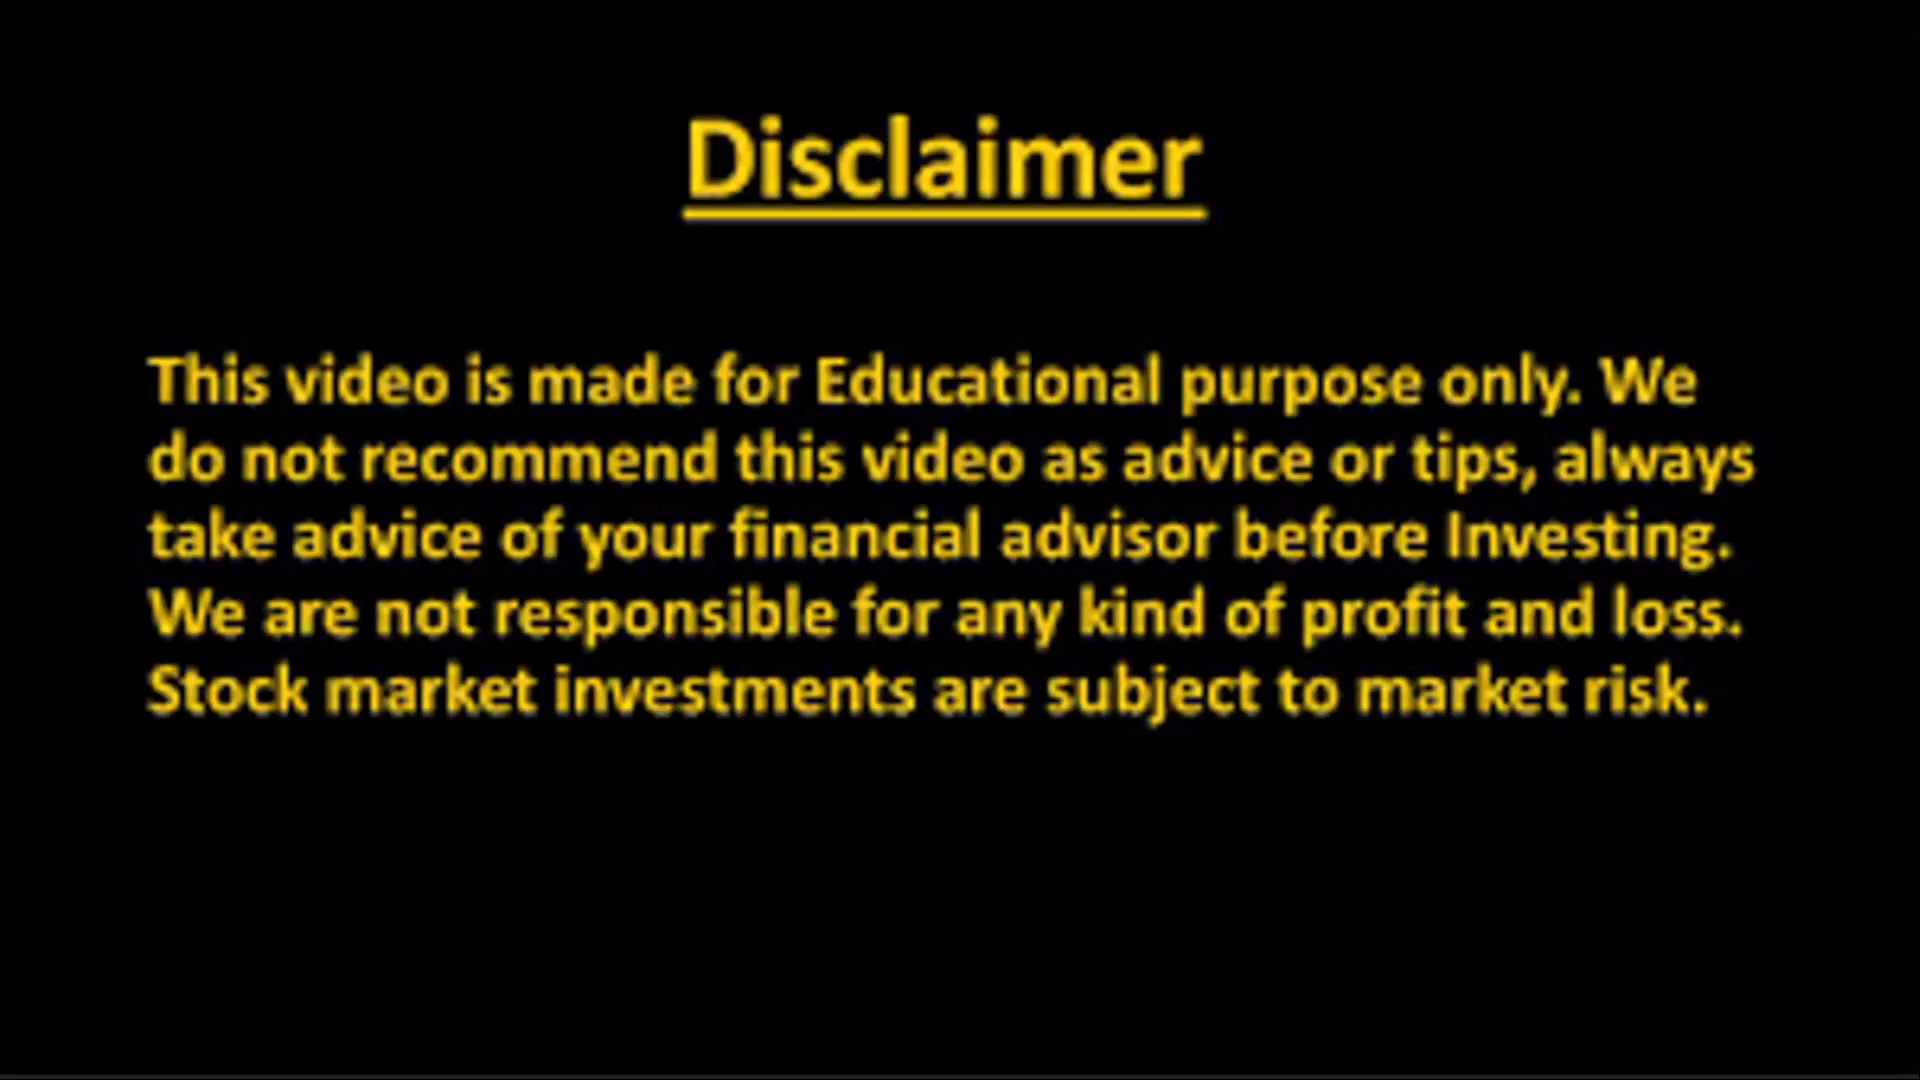 Disclaimer
This video is made for Educational purpose only. We
do not recommend this video as advice or tips, always
take advice of your financial advisor before Investing.
We are not responsible for any kind of profit and loss.
Stock market investments are subject to market risk.